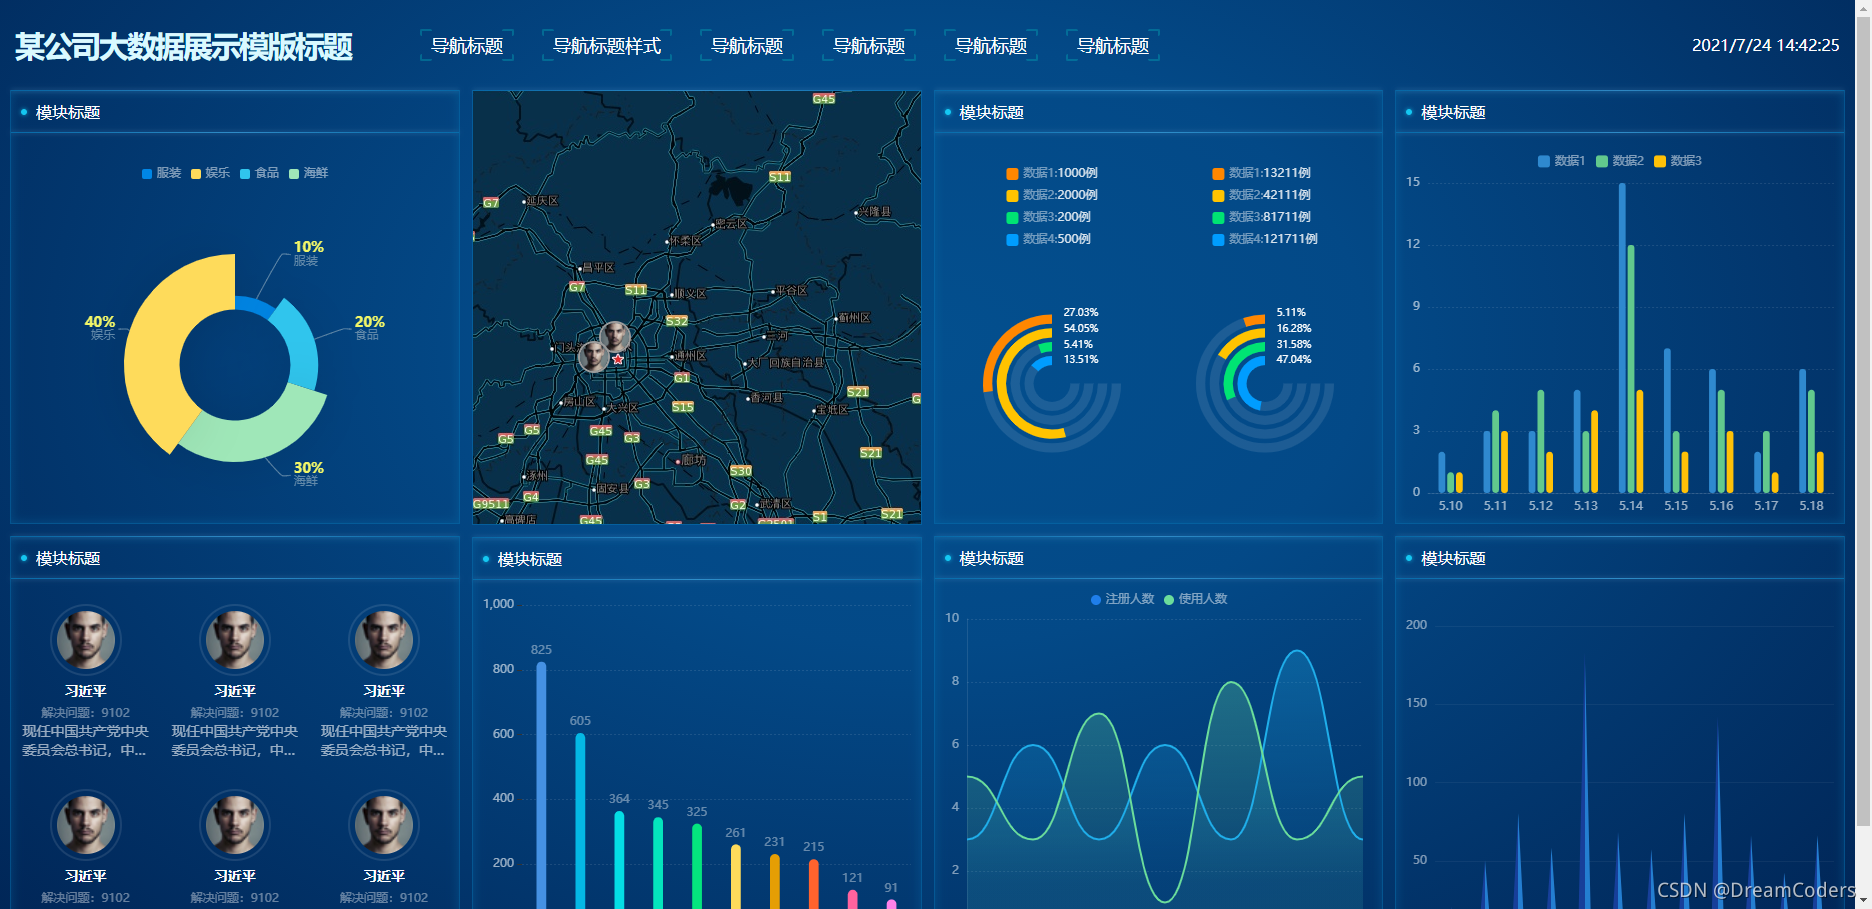 某公司大数据展示模版标题
导航标题
导航标题样式
导航标题
导航标题
导航标题
导航标题
2021/7/24 14:42:25
模块标题
服装 娱乐 食品 海鲜
10%
服装
20%
食品
40%
娱乐
30%
海鲜
G45
S11
G7
延庆区
兴隆县
密云区
怀柔区
昌平区
G7
S11
顺义区
平谷区
蓟州区
S32
三河
门头沟
通州区
大厂回族自治县
G1
S21
香河县
房山区
大兴区
S15
宝坻区
G5
G5
G45
G3
S21
G45
廊坊
S30
涿州
G3
固安县
G4
G9511
G2
武清区
高碑店
G45
S1
S21
模块标题
数据1:1000例
数据2:2000例
数据3:200例
数据4:500例
数据1:13211例
数据2:42111例
数据3:81711例
数据4:121711例
27.03%
54.05%
5.41%
13.51%
5.11%
16.28%
31.58%
47.04%
模块标题
数据1 数据2 数据3
15
12
9
6
3
0
5.10 5.11 5.12 5.13 5.14 5.15 5.16 5.17 5.18
模块标题
习近平
解决问题：9102
现任中国共产党中央
委员会总书记，中...
习近平
解决问题：9102
现任中国共产党中央
委员会总书记，中...
习近平
解决问题：9102
现任中国共产党中央
委员会总书记，中...
习近平
解决问题：9102
习近平
解决问题：9102
习近平
解决问题：9102
模块标题
1,000
800
600
400
200
825
605
364
345
325
261
231
215
121
91
模块标题
注册人数 使用人数
10
8
6
4
2
模块标题
200
150
100
50
CSDN @DreamCoders